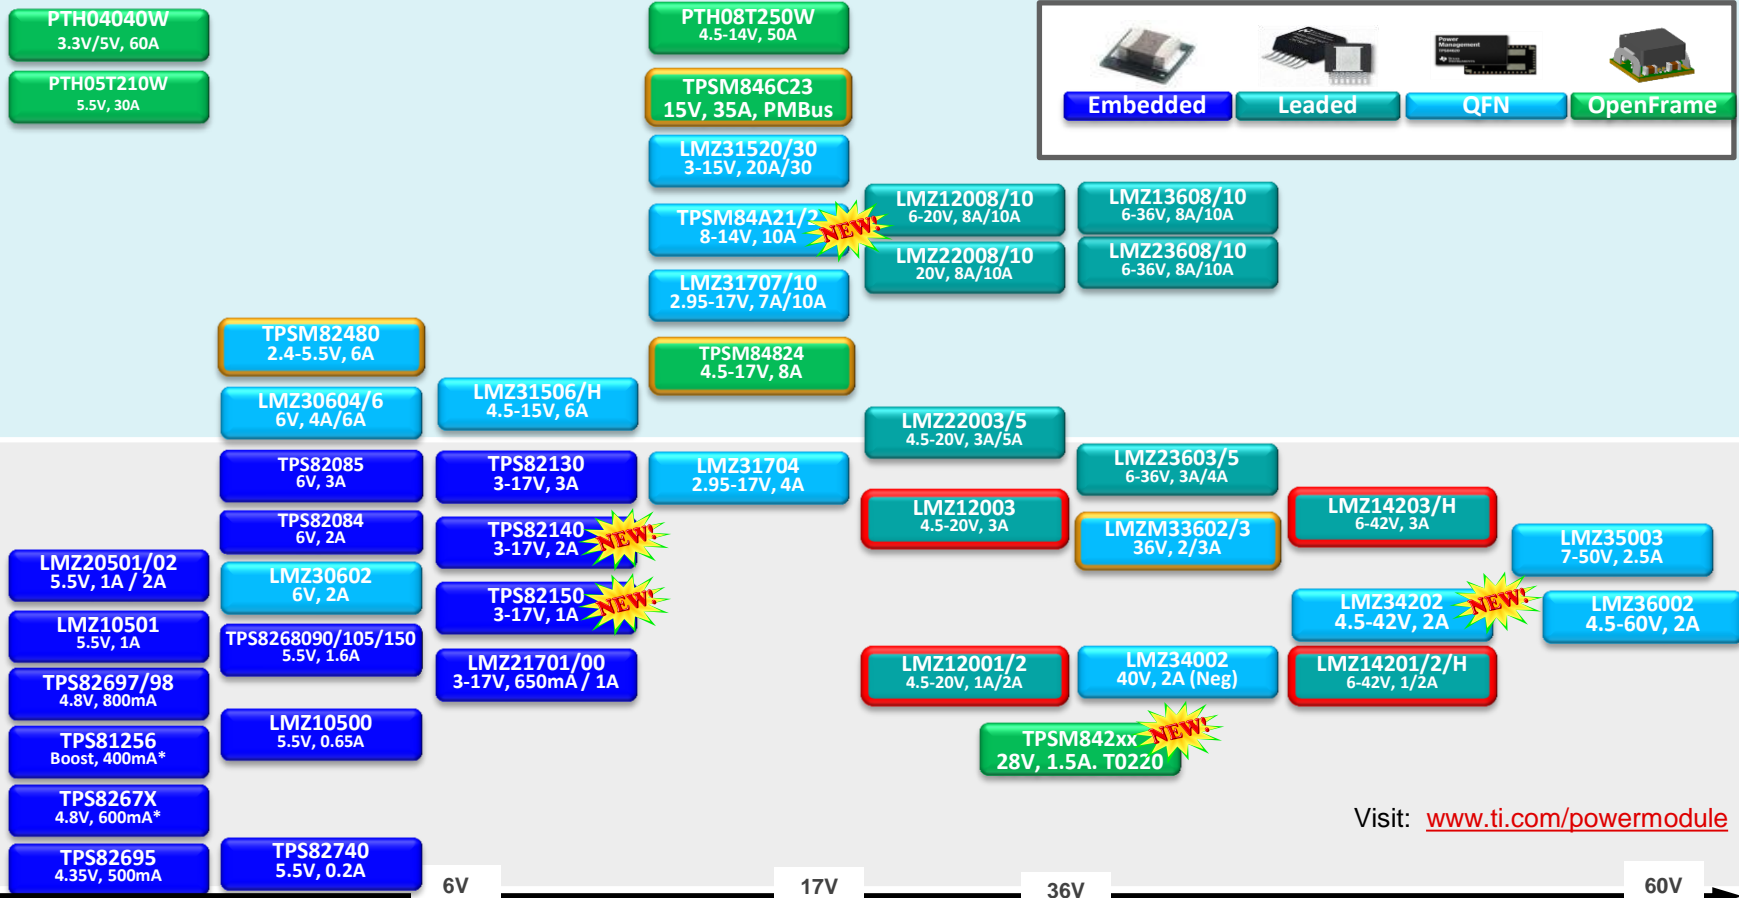 PTH04040W
3.3V/5V, 60A
PTH05T210W
5.5V, 30A
PTH08T250W
4.5-14V, 50A
TPSM846C23
15V, 35A, PMBus
LMZ31520/30
3-15V, 20A/30
TPSM84A21/2
8-14V, 10A
NEW!
LMZ31707/10
2.95-17V, 7A/10A
TPSM84824
4.5-17V, 8A
Embedded
Leaded
QFN
OpenFrame
Power
Management
LMZ12008/10
6-20V, 8A/10A
LMZ22008/10
20V, 8A/10A
LMZ13608/10
6-36V, 8A/10A
LMZ23608/10
6-36V, 8A/10A
TPSM82480
2.4-5.5V, 6A
LMZ30604/6
6V, 4A/6A
LMZ31506/H
4.5-15V, 6A
LMZ22003/5
4.5-20V, 3A/5A
TPS82085
6V, 3A
TPS82084
6V, 2A
LMZ30602
6V, 2A
TPS8268090/105/150
5.5V, 1.6A
LMZ10500
5.5V, 0.65A
TPS82740
5.5V, 0.2A
TPS82130
3-17V, 3A
TPS82140
3-17V, 2A
NEW!
TPS82150
3-17V, 1A
NEW!
LMZ21701/00
3-17V, 650mA / 1A
LMZ31704
2.95-17V, 4A
LMZ12003
4.5-20V, 3A
LMZ12001/2
4.5-20V, 1A/2A
LMZ23603/5
6-36V, 3A/4A
LMZM33602/3
36V, 2/3A
LMZ34002
40V, 2A (Neg)
TPSM842xx
28V, 1.5A. T0220
NEW!
LMZ14203/H
6-42V, 3A
LMZ34202
4.5-42V, 2A
NEW!
LMZ14201/2/H
6-42V, 1/2A
LMZ35003
7-50V, 2.5A
LMZ36002
4.5-60V, 2A
LMZ20501/02
5.5V, 1A / 2A
LMZ10501
5.5V, 1A
TPS82697/98
4.8V, 800mA
TPS81256
Boost, 400mA*
TPS8267X
4.8V, 600mA*
TPS82695
4.35V, 500mA
Visit: www.ti.com/powermodule
6V
17V
36V
60V